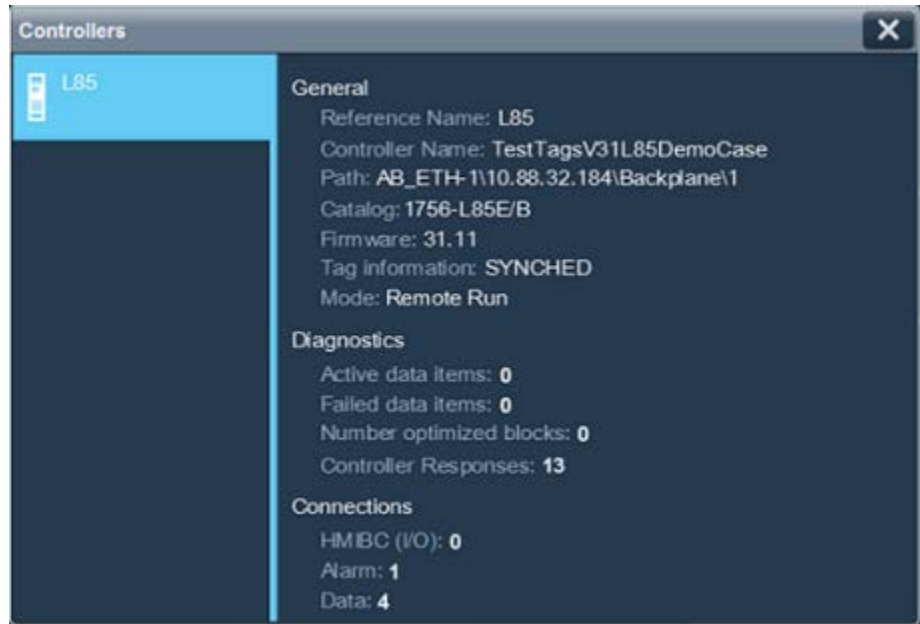 Controllers
L85
General
Reference Name: L85
Controller Name: TestTagsV31L85DemoCase
Path: AB_ETH-1\10.88.32.184\Backplane\1
Catalog: 1756-L85E/B
Firmware: 31.11
Tag information: SYNCHED
Mode: Remote Run
Diagnostics
Active data items: 0
Failed data items: 0
Number optimized blocks: 0
Controller Responses: 13
Connections
HMIBC (I/O): 0
Alarm: 1
Data: 4